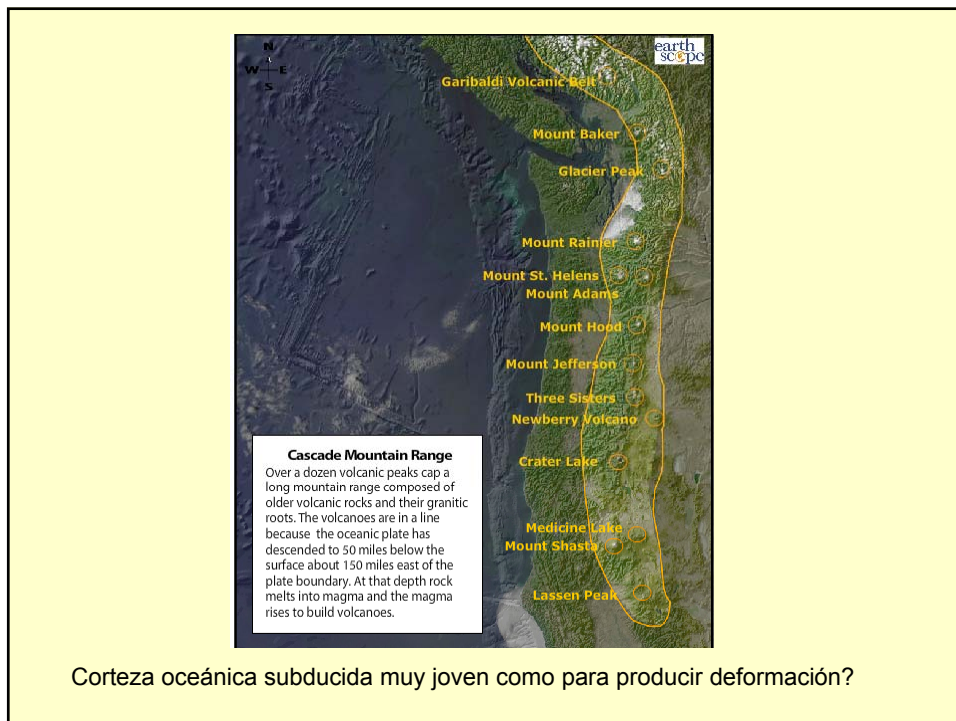 earth
scope
N
W E
S
Garibaldi Volcanic Belt
Mount Baker
Glacier Peak
Mount Rainier
Mount St. Helens
Mount Adams
Mount Hood
Mount Jefferson
Three Sisters
Newberry Volcano
Crater Lake
Medicine Lake
Mount Shasta
Lassen Peak
Cascade Mountain Range
Over a dozen volcanic peaks cap a
long mountain range composed of
older volcanic rocks and their granitic
roots. The volcanoes are in a line
because the oceanic plate has
descended to 50 miles below the
surface about 150 miles east of the
plate boundary. At that depth rock
melts into magma and the magma
rises to build volcanoes.
Corteza oceánica subducida muy joven como para producir deformación?